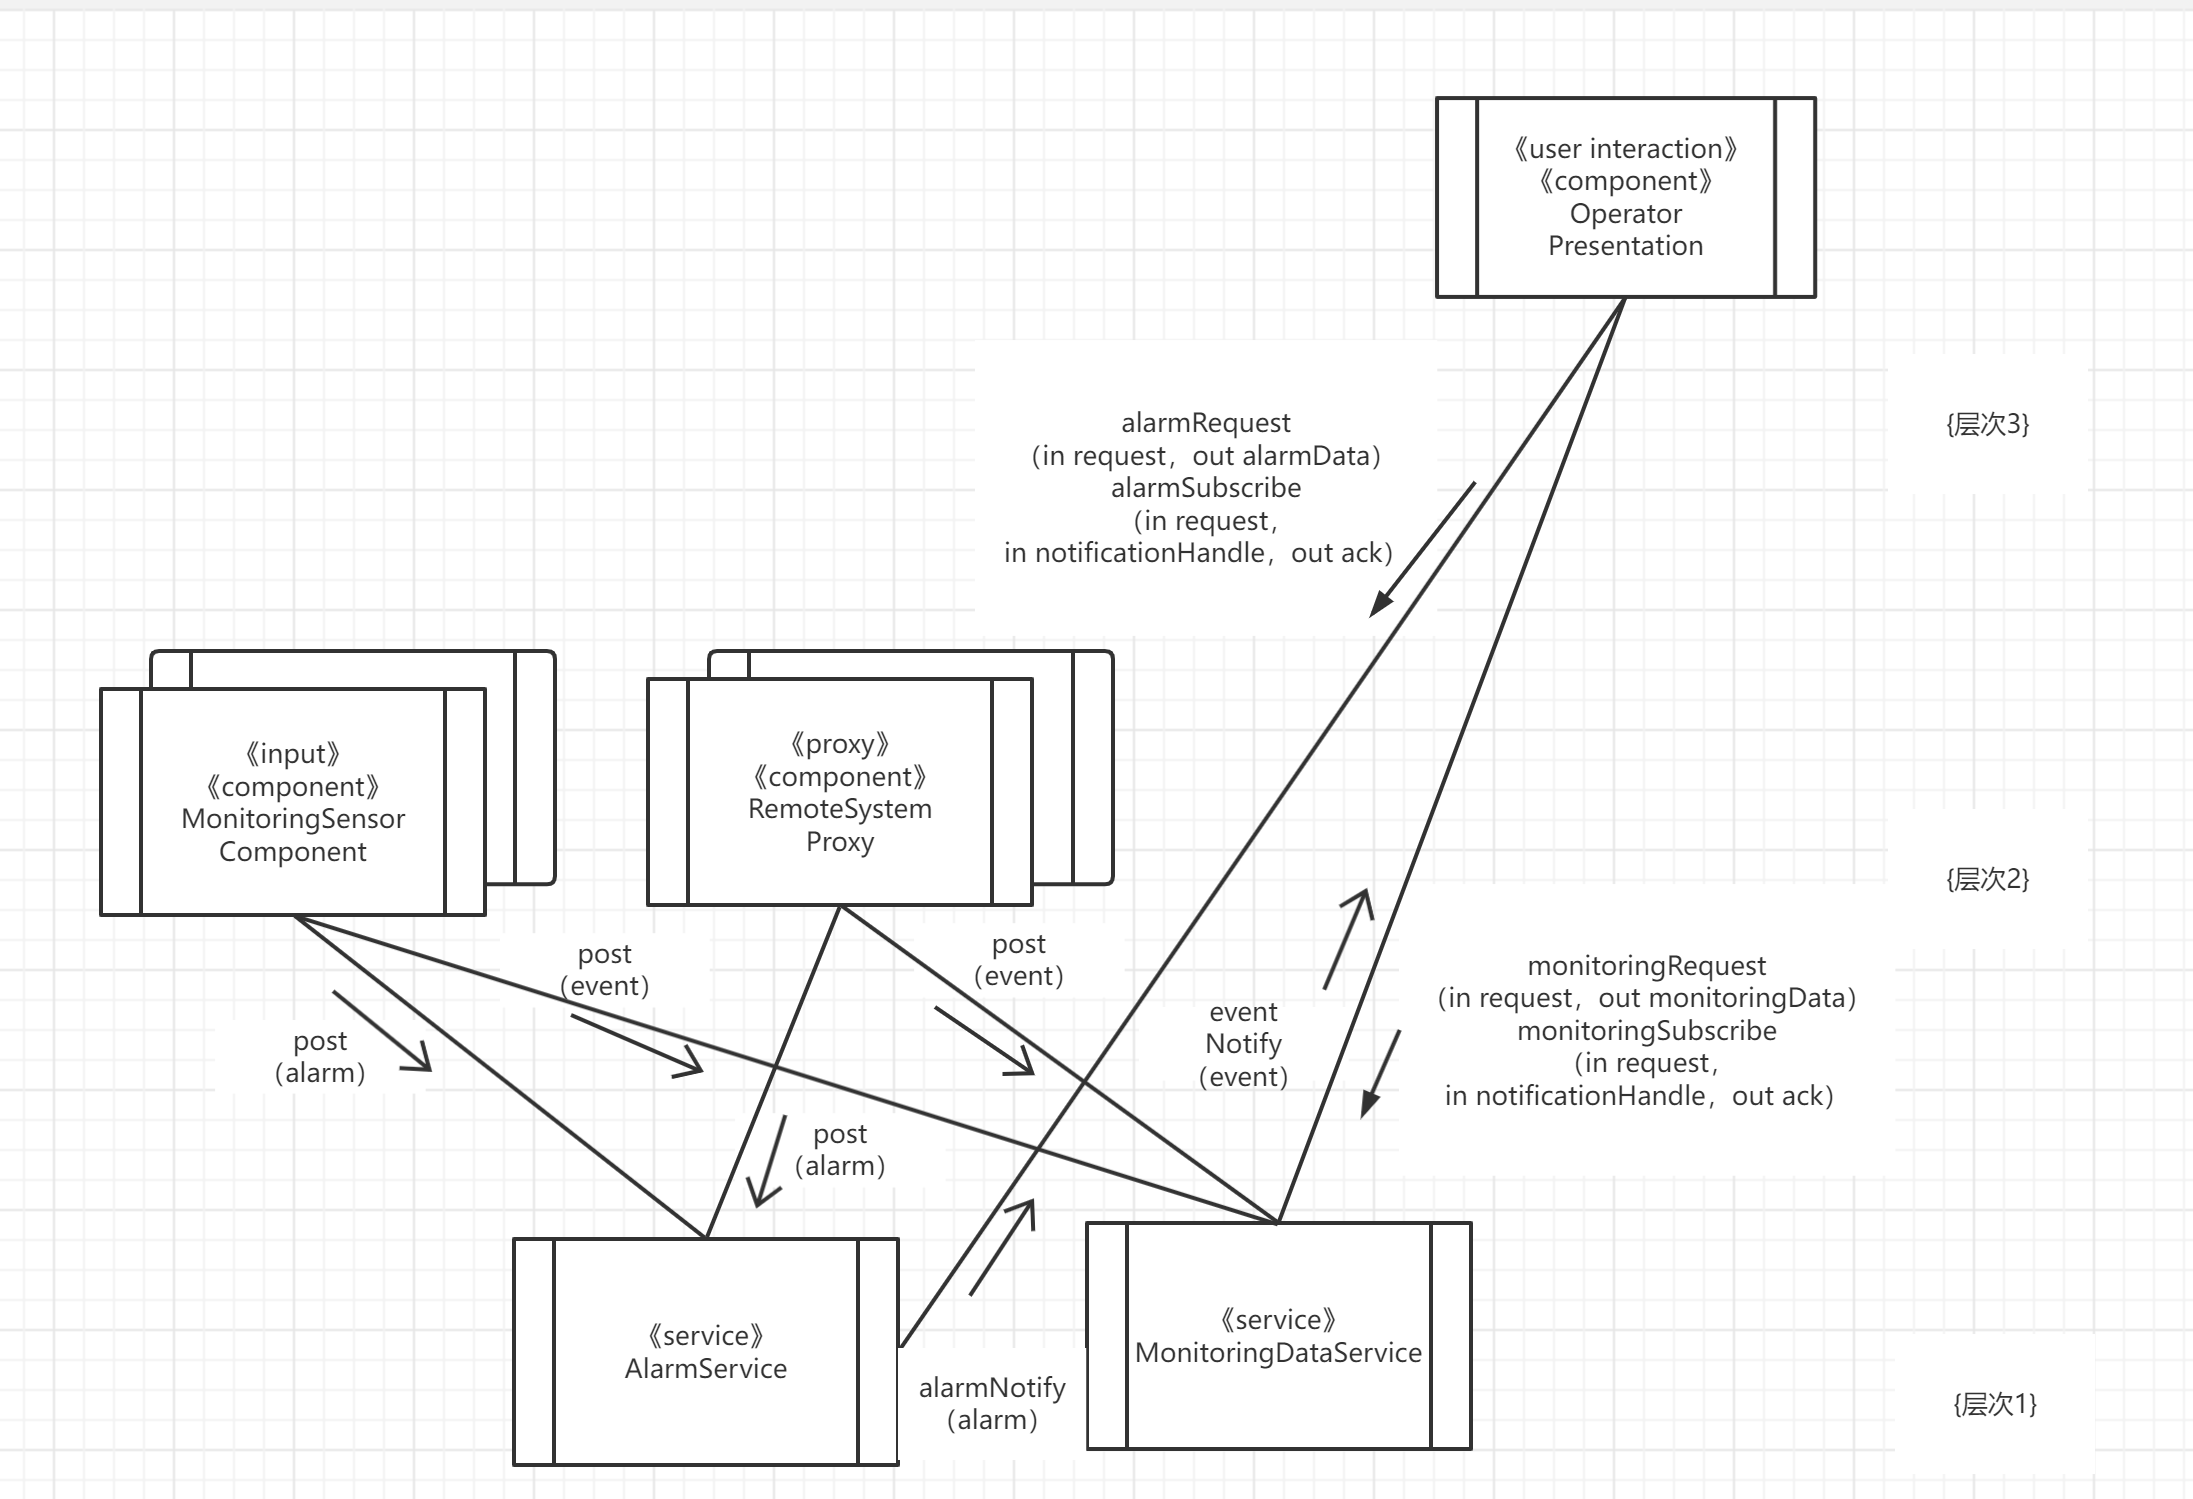 《user interaction》
《component》
Operator
Presentation
alarmRequest
（in request，out alarmData）
alarmSubscribe
（in request，
in notificationHandle，out ack）
{层次3}
《input》
《component》
MonitoringSensor
Component
《proxy》
《component》
RemoteSystem
Proxy
{层次2}
post
（event）
post
（event）
post
（alarm）
post
（alarm）
event
Notify
（event）
monitoringRequest
（in request，out monitoringData）
monitoringSubscribe
（in request，
in notificationHandle，out ack）
《service》
AlarmService
alarmNotify
（alarm）
《service》
MonitoringDataService
{层次1}